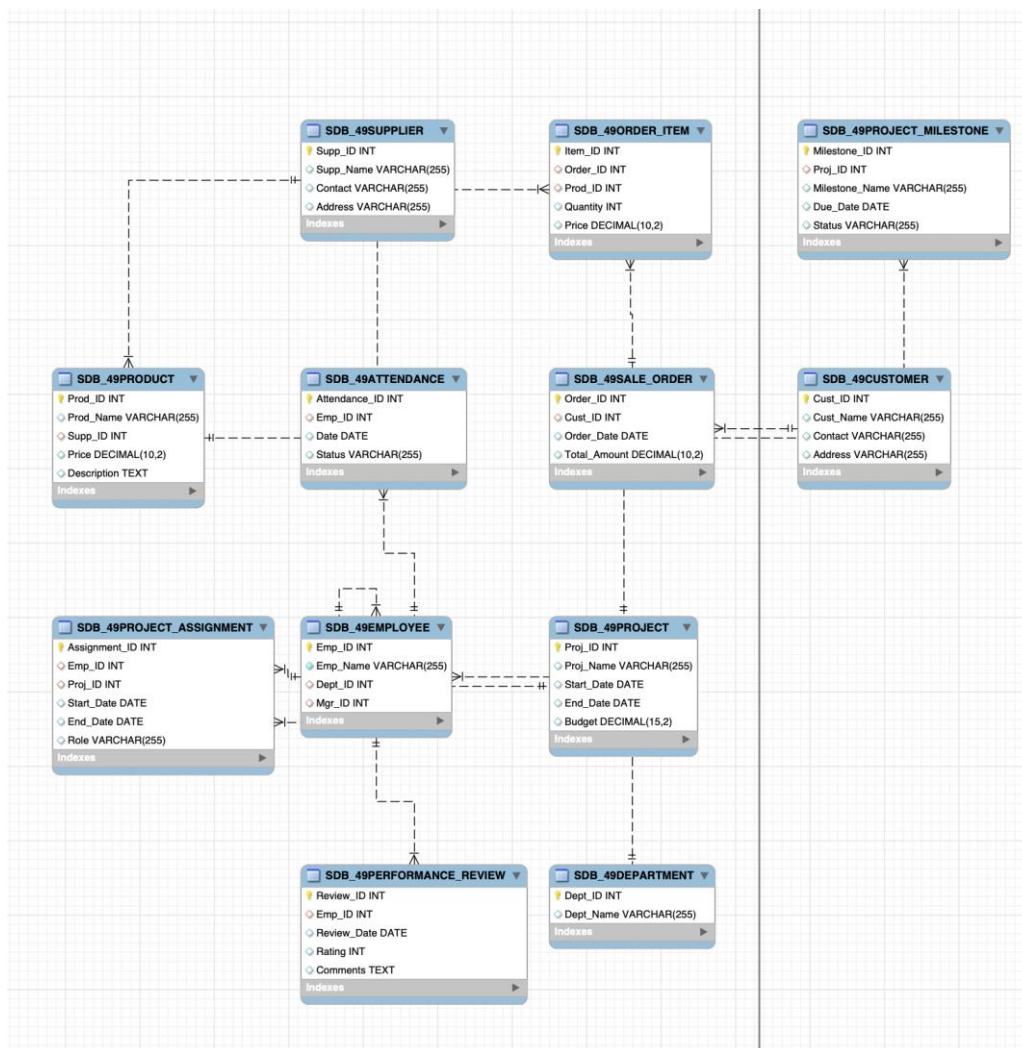 SDB_49SUPPLIER
Supp_ID INT
Supp_Name VARCHAR(255)
Contact VARCHAR(255)
Address VARCHAR(255)
Indexes
SDB_49ORDER_ITEM
Item_ID INT
Order_ID INT
Prod_ID INT
Quantity INT
Price DECIMAL(10,2)
Indexes
SDB_49PROJECT_MILESTONE
Milestone_ID INT
Proj_ID INT
Milestone_Name VARCHAR(255)
Due_Date DATE
Status VARCHAR(255)
Indexes
SDB_49PRODUCT
Prod_ID INT
Prod_Name VARCHAR(255)
Supp_ID INT
Price DECIMAL(10,2)
Description TEXT
Indexes
SDB_49ATTENDANCE
Attendance_ID INT
Emp_ID INT
Date DATE
Status VARCHAR(255)
Indexes
SDB_49SALE_ORDER
Order_ID INT
Cust_ID INT
Order_Date DATE
Total_Amount DECIMAL(10,2)
Indexes
SDB_49CUSTOMER
Cust_ID INT
Cust_Name VARCHAR(255)
Contact VARCHAR(255)
Address VARCHAR(255)
Indexes
SDB_49PROJECT_ASSIGNMENT
Assignment_ID INT
Emp_ID INT
Proj_ID INT
Start_Date DATE
End_Date DATE
Role VARCHAR(255)
Indexes
SDB_49EMPLOYEE
Emp_ID INT
Emp_Name VARCHAR(255)
Dept_ID INT
Mgr_ID INT
Indexes
SDB_49PROJECT
Proj_ID INT
Proj_Name VARCHAR(255)
Start_Date DATE
End_Date DATE
Budget DECIMAL(15,2)
Indexes
SDB_49PERFORMANCE_REVIEW
Review_ID INT
Emp_ID INT
Review_Date DATE
Rating INT
Comments TEXT
Indexes
SDB_49DEPARTMENT
Dept_ID INT
Dept_Name VARCHAR(255)
Indexes